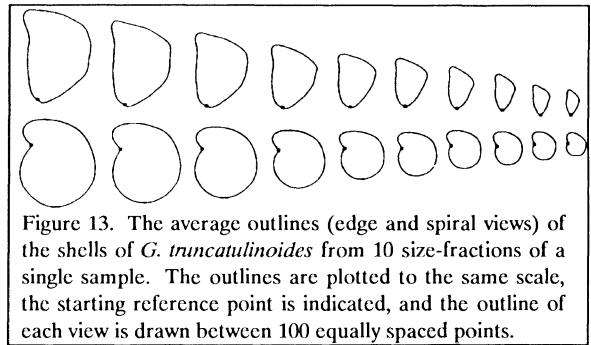 Figure 13. The average outlines (edge and spiral views) of
the shells of G. truncatulinoides from 10 size-fractions of a
single sample. The outlines are plotted to the same scale,
the starting reference point is indicated, and the outline of
each view is drawn between 100 equally spaced points.